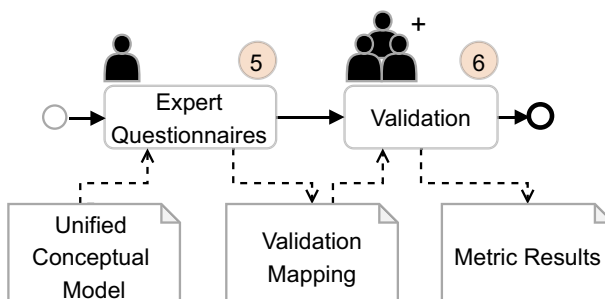 +
5
6
Expert
Questionnaires
Validation
Unified
Conceptual
Model
Validation
Mapping
Metric Results